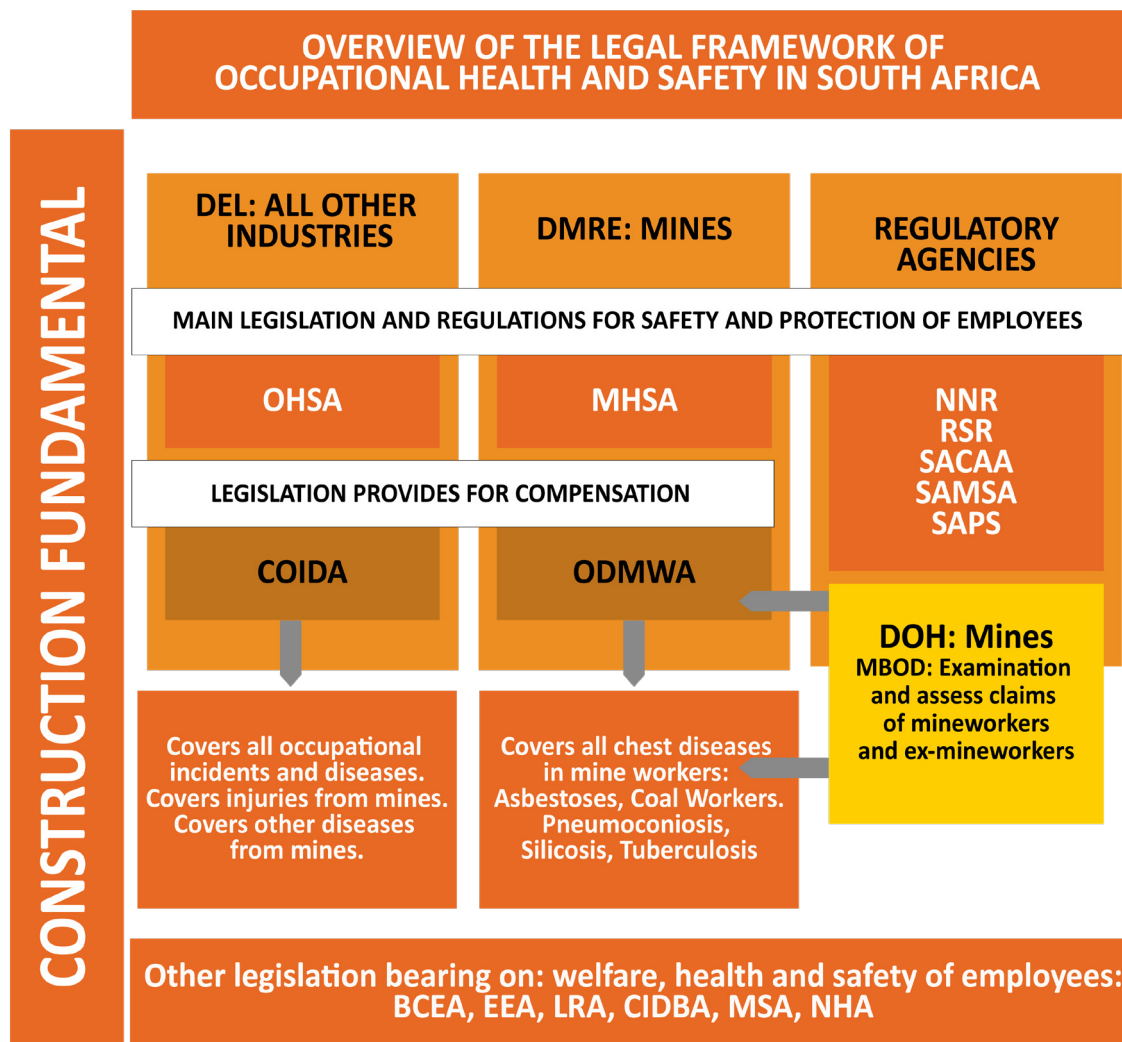 OVERVIEW OF THE LEGAL FRAMEWORK OF
OCCUPATIONAL HEALTH AND SAFETY IN SOUTH AFRICA
CONSTRUCTION FUNDAMENTAL
DEL: ALL OTHER
INDUSTRIES
DMRE: MINES
REGULATORY
AGENCIES
MAIN LEGISLATION AND REGULATIONS FOR SAFETY AND PROTECTION OF EMPLOYEES
OHSA
MHSA
NNR
RSR
SACAA
SAMSA
SAPS
LEGISLATION PROVIDES FOR COMPENSATION
COIDA
ODMWA
DOH: Mines
MBOD: Examination
and assess claims
of mineworkers
and ex-mineworkers
Covers all occupational
incidents and diseases.
Covers injuries from mines.
Covers other diseases
from mines.
Covers all chest diseases
in mine workers:
Asbestoses, Coal Workers.
Pneumoconiosis,
Silicosis, Tuberculosis
Other legislation bearing on: welfare, health and safety of employees:
BCEA, EEA, LRA, CIDBA, MSA, NHA